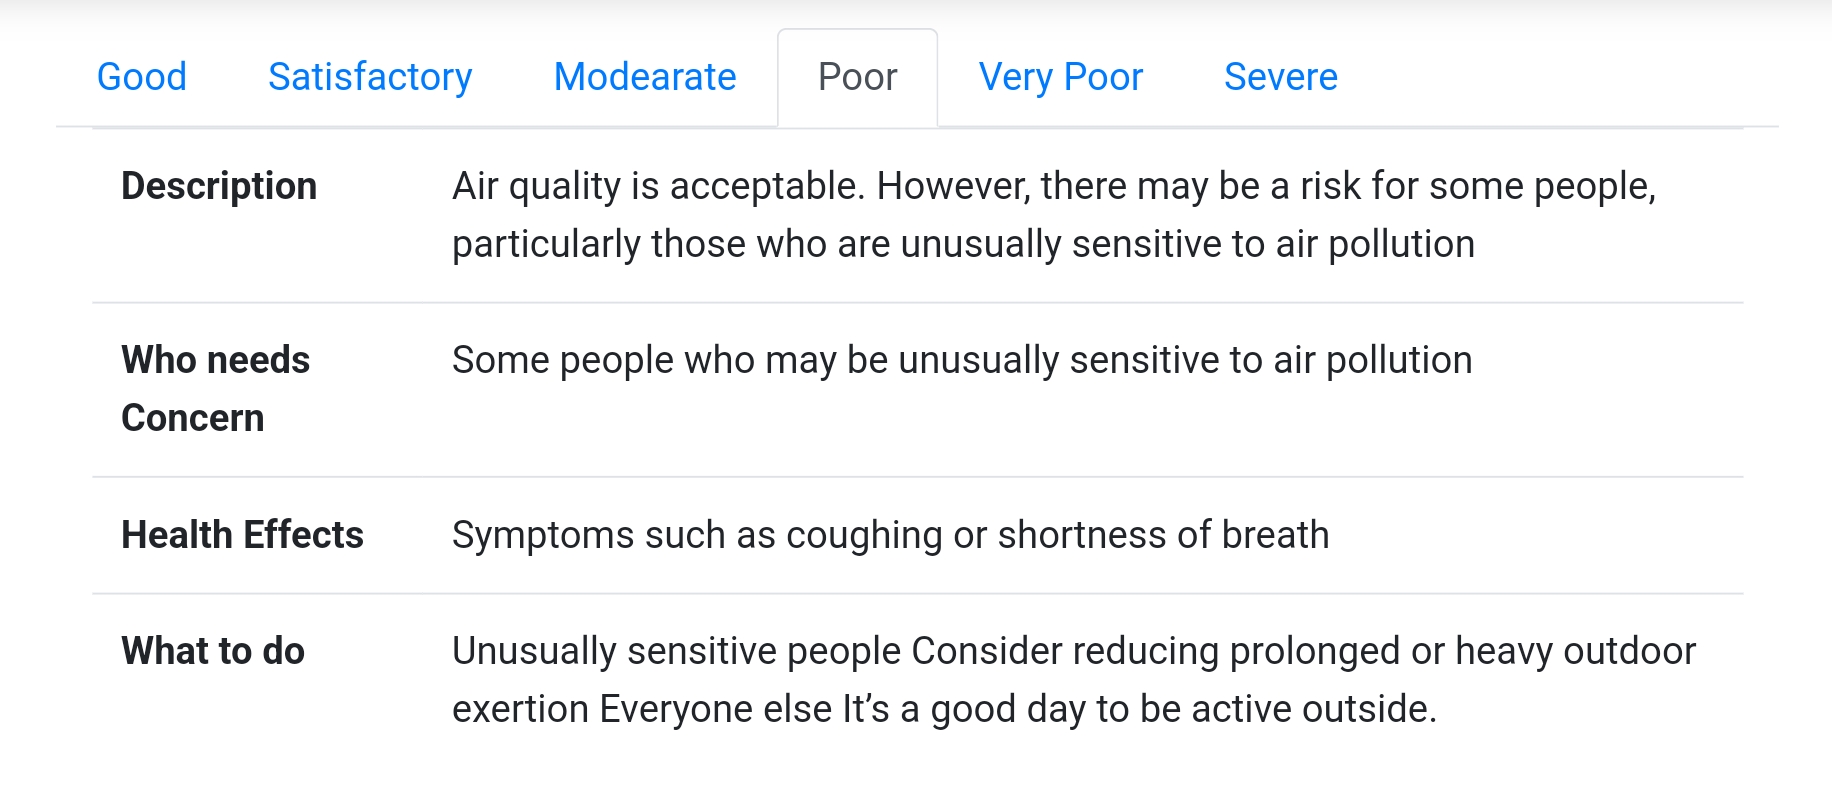 Good Satisfactory Modearate Poor Very Poor Severe
Description Air quality is acceptable. However, there may be a risk for some people,
particularly those who are unusually sensitive to air pollution
Who needs Some people who may be unusually sensitive to air pollution
Concern
Health Effects Symptoms such as coughing or shortness of breath
What to do Unusually sensitive people Consider reducing prolonged or heavy outdoor
exertion Everyone else It’s a good day to be active outside.